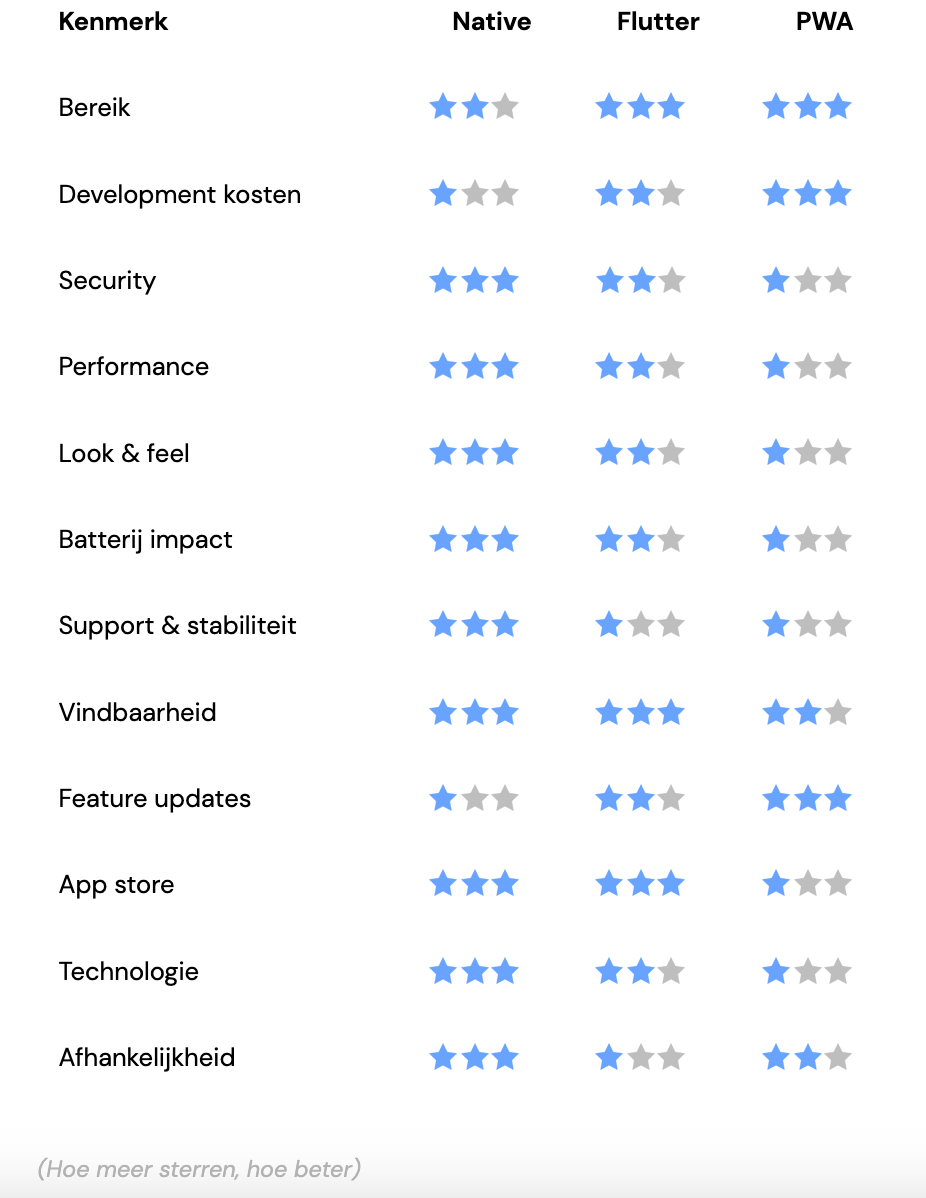 Kenmerk Native Flutter PWA
Bereik
Development kosten
Security
Performance
Look & feel
Batterij impact
Support & stabiliteit
Vindbaarheid
Feature updates
App store
Technologie
Afhankelijkheid
(Hoe meer sterren, hoe beter)